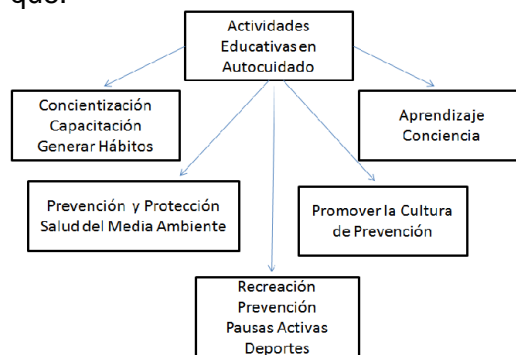 que.
Actividades
Educativas en
Autocuidado
Concientización
Capacitación
Generar Hábitos
Aprendizaje
Conciencia
Prevención y Protección
Salud del Media Ambiente
Promover la Cultura
de Prevención
Recreación
Prevención
Pausas Activas
Deportes